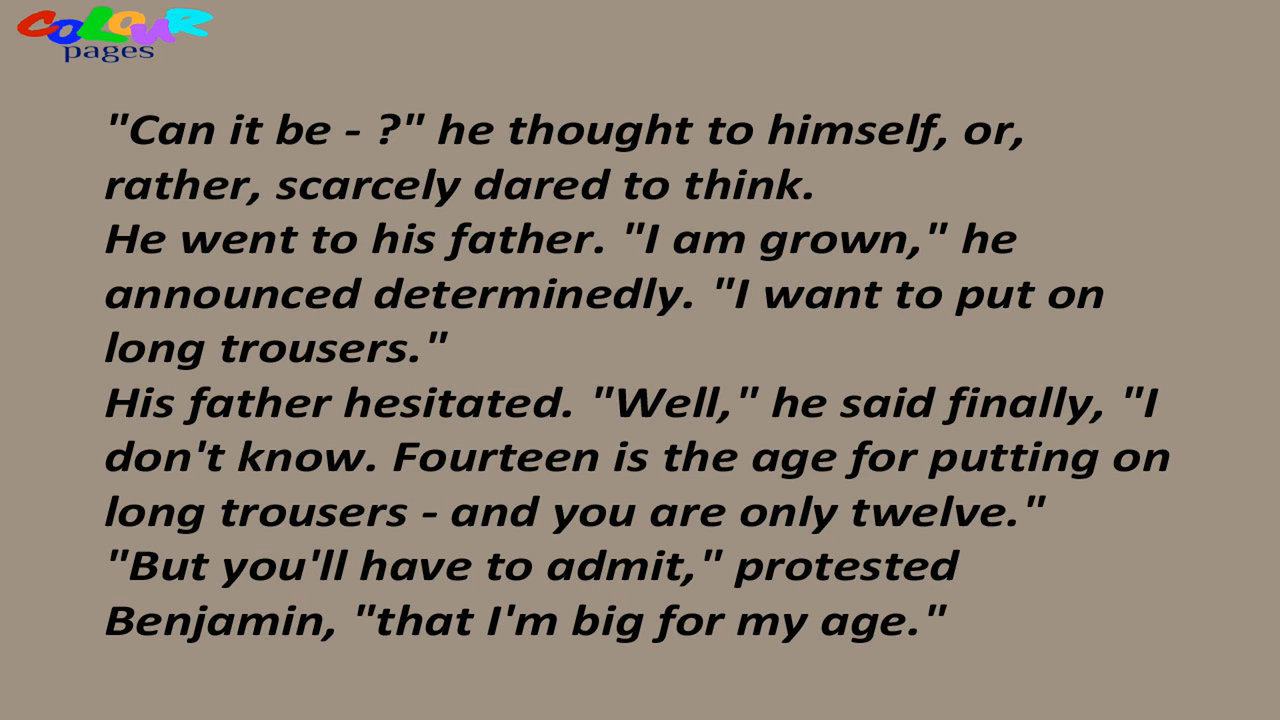 COLOUR
pages
"Can it be - ?" he thought to himself, or,
rather, scarcely dared to think.
He went to his father. "I am grown," he
announced determinedly. "I want to put on
long trousers."
His father hesitated. "Well," he said finally, "I
don't know. Fourteen is the age for putting on
long trousers - and you are only twelve."
"But you'll have to admit," protested
Benjamin, "that I'm big for my age."